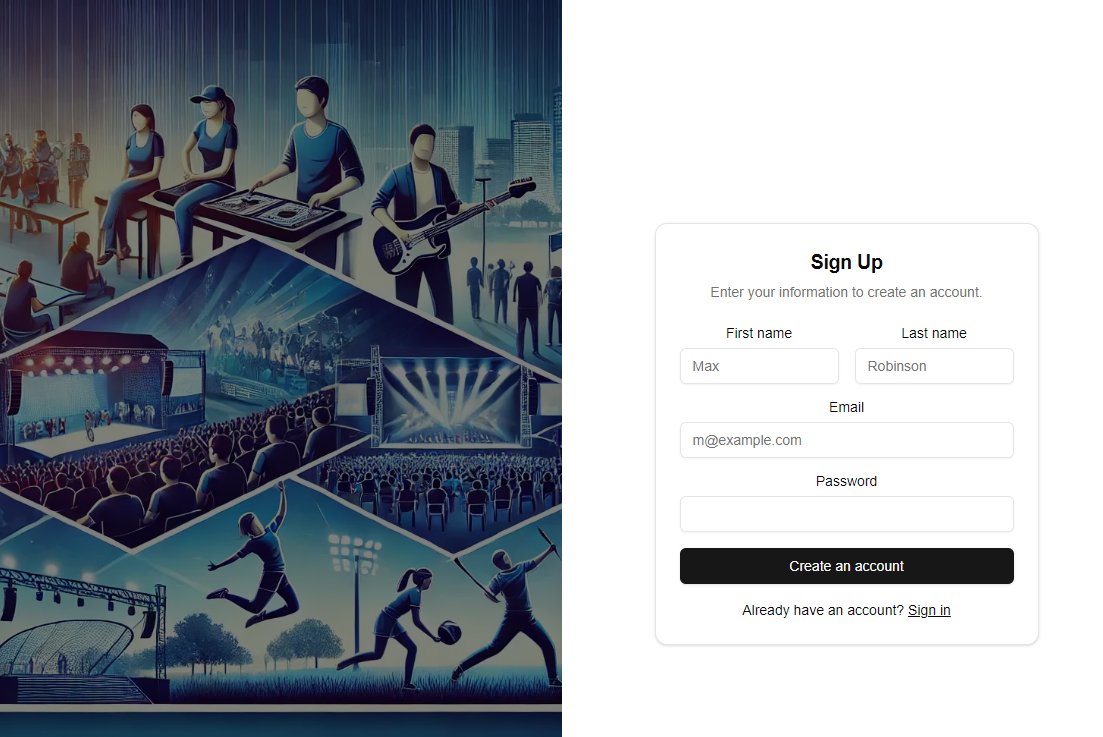 Sign Up
Enter your information to create an account.
First name Last name
Max Robinson
Email
m@example.com
Password
Create an account
Already have an account? Sign in